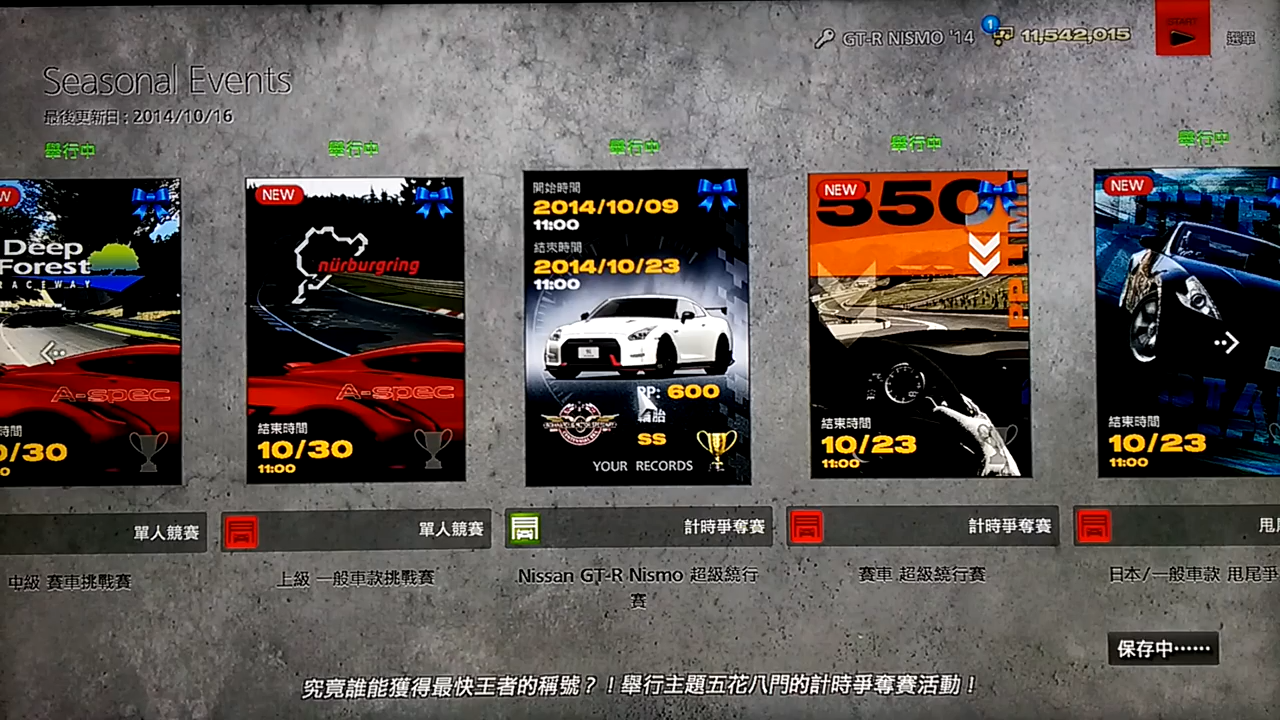 GT-R NISMO '14
1
11,542,015
START
選單
Seasonal Events
最後更新日 : 2014/10/16
舉行中
舉行中
舉行中
舉行中
舉行中
Deep
Forest
RACEWAY
A-spec
時間
0/30
中級 賽車挑戰賽
單人競賽
NEW
nürburgring
A-spec
結束時間
10/30
11:00
單人競賽
上級 一般車款挑戰賽
開始時間
2014/10/09
11:00
結束時間
2014/10/23
11:00
PP: 600
輪胎
SS
YOUR RECORDS
計時爭奪賽
Nissan GT-R Nismo 超級繞行
賽
NEW
550
結束時間
10/23
11:00
計時爭奪賽
賽車 超級繞行賽
NEW
結束時間
10/23
11:00
甩
日本/一般車款 甩尾爭
保存中……
究竟誰能獲得最快王者的稱號？！舉行主題五花八門的計時爭奪賽活動！